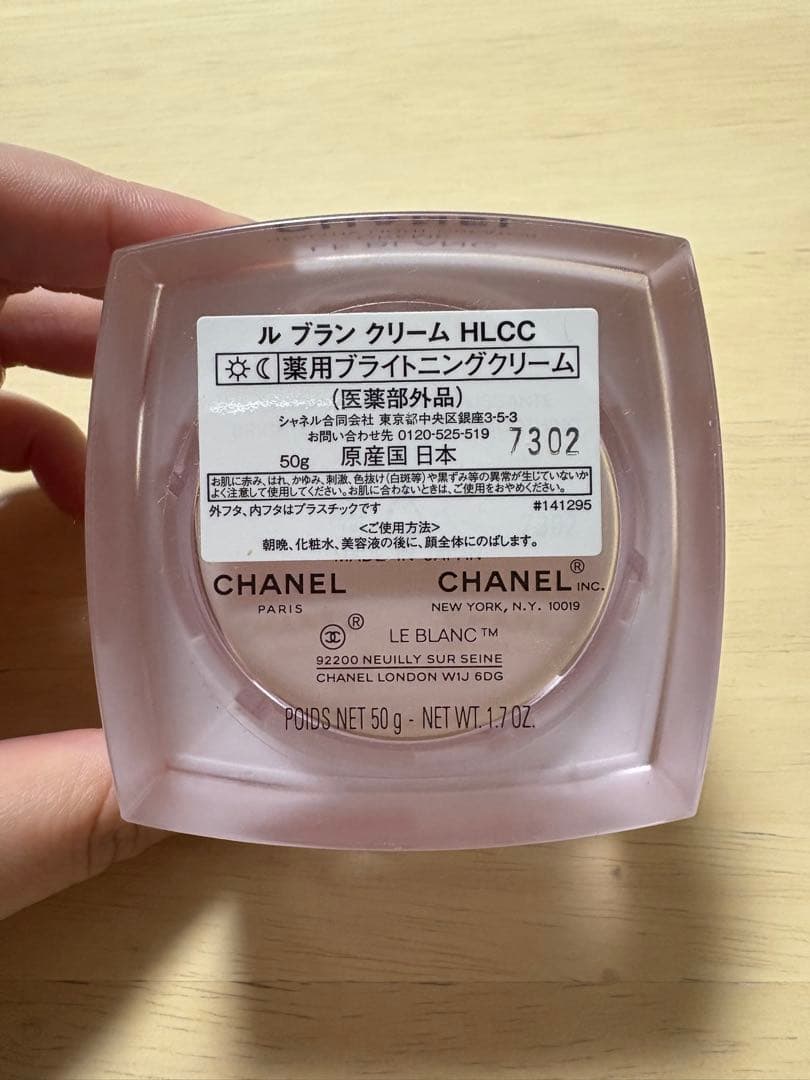 ル ブラン クリーム HLCC
薬用ブライトニングクリーム
(医薬部外品)
シャネル合同会社 東京都中央区銀座3-5-3
お問い合わせ先 0120-525-519
7302
50g 原産国 日本
お肌に赤み、はれ、かゆみ、刺激、色抜け(白斑等)や黒ずみ等の異常が生じていないか
よく注意して使用してください。お肌に合わないときは、ご使用をおやめください。
外フタ、内フタはプラスチックです #141295
<ご使用方法>
朝晩、化粧水、美容液の後に、顔全体にのばします。
MADE IN JAPAN
CHANEL CHANEL® INC.
PARIS NEW YORK, N.Y. 10019
® LE BLANC™
92200 NEUILLY SUR SEINE
CHANEL LONDON W1J 6DG
POIDS NET 50 g - NET WT. 1.7 OZ.